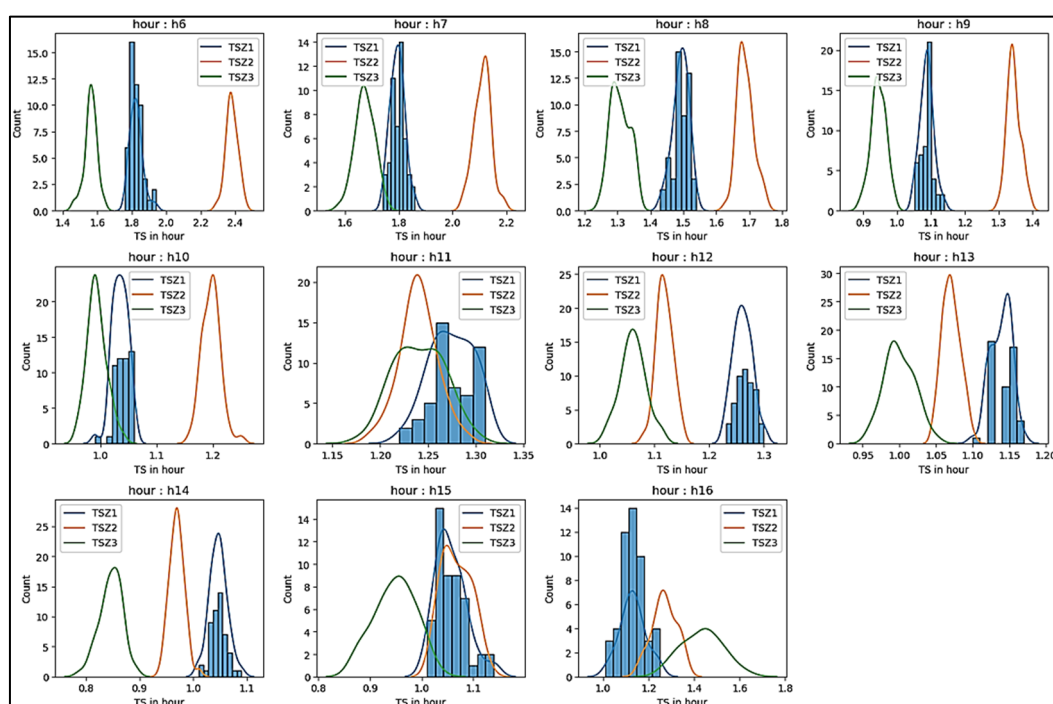 hour : h6
hour : h7
hour : h8
hour : h9
15.0
12.5
10.0
7.5
5.0
2.5
0.0
Count
TSZ1
TSZ2
TSZ3
1.4 1.6 1.8 2.0 2.2 2.4
TS in hour
14
12
10
8
6
4
2
0
Count
TSZ1
TSZ2
TSZ3
1.6 1.8 2.0 2.2
TS in hour
15.0
12.5
10.0
7.5
5.0
2.5
0.0
Count
TSZ1
TSZ2
TSZ3
1.2 1.3 1.4 1.5 1.6 1.7 1.8
TS in hour
20
15
10
5
0
Count
TSZ1
TSZ2
TSZ3
0.9 1.0 1.1 1.2 1.3 1.4
TS in hour
hour : h10
hour : h11
hour : h12
hour : h13
20
15
10
5
0
Count
TSZ1
TSZ2
TSZ3
1.0 1.1 1.2
TS in hour
20
15
10
5
0
Count
TSZ1
TSZ2
TSZ3
1.15 1.20 1.25 1.30 1.35
TS in hour
25
20
15
10
5
0
Count
TSZ1
TSZ2
TSZ3
1.0 1.1 1.2 1.3
TS in hour
30
25
20
15
10
5
0
Count
TSZ1
TSZ2
TSZ3
0.95 1.00 1.05 1.10 1.15 1.20
TS in hour
hour : h14
hour : h15
hour : h16
25
20
15
10
5
0
Count
TSZ1
TSZ2
TSZ3
0.8 0.9 1.0 1.1
TS in hour
14
12
10
8
6
4
2
0
Count
TSZ1
TSZ2
TSZ3
0.8 0.9 1.0 1.1
TS in hour
14
12
10
8
6
4
2
0
Count
TSZ1
TSZ2
TSZ3
1.0 1.2 1.4 1.6 1.8
TS in hour